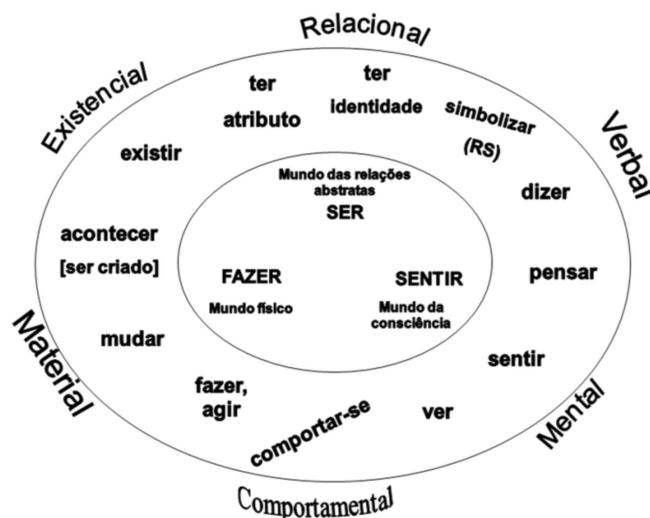 Relacional
Existencial
Verbal
ter
atributo
ter
identidade
simbolizar
(RS)
existir
dizer
Mundo das relações
abstratas
SER
acontecer
[ser criado]
pensar
FAZER
Mundo físico
SENTIR
Mundo da
consciência
mudar
sentir
Material
Mental
fazer,
agir
comportar-se
ver
Comportamental